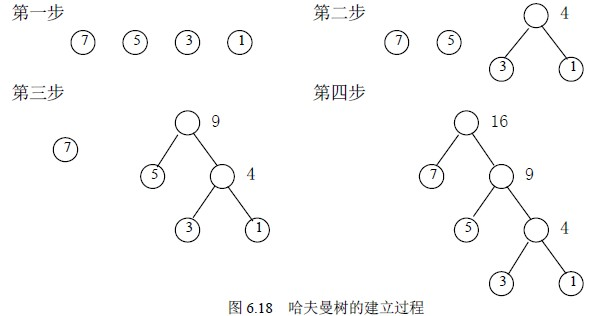 第一步
7 5 3 1
第二步
7 5 4
3 1
第三步
7
9
5 4
3 1
第四步
16
7 9
5 4
3 1
图 6.18 哈夫曼树的建立过程